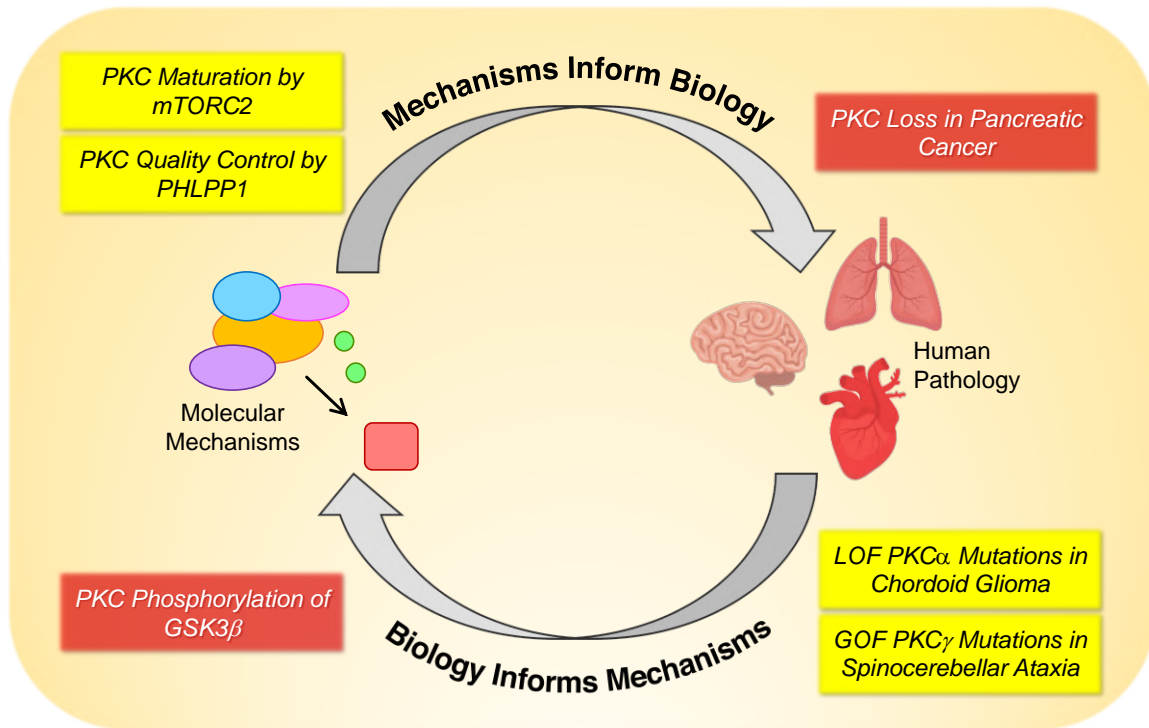 PKC Maturation by
mTORC2
PKC Quality Control by
PHLPP1
Mechanisms Inform Biology
PKC Loss in Pancreatic
Cancer
Molecular
Mechanisms
Human
Pathology
PKC Phosphorylation of
GSK3β
Biology Informs Mechanisms
LOF PKCα Mutations in
Chordoid Glioma
GOF PKCγ Mutations in
Spinocerebellar Ataxia